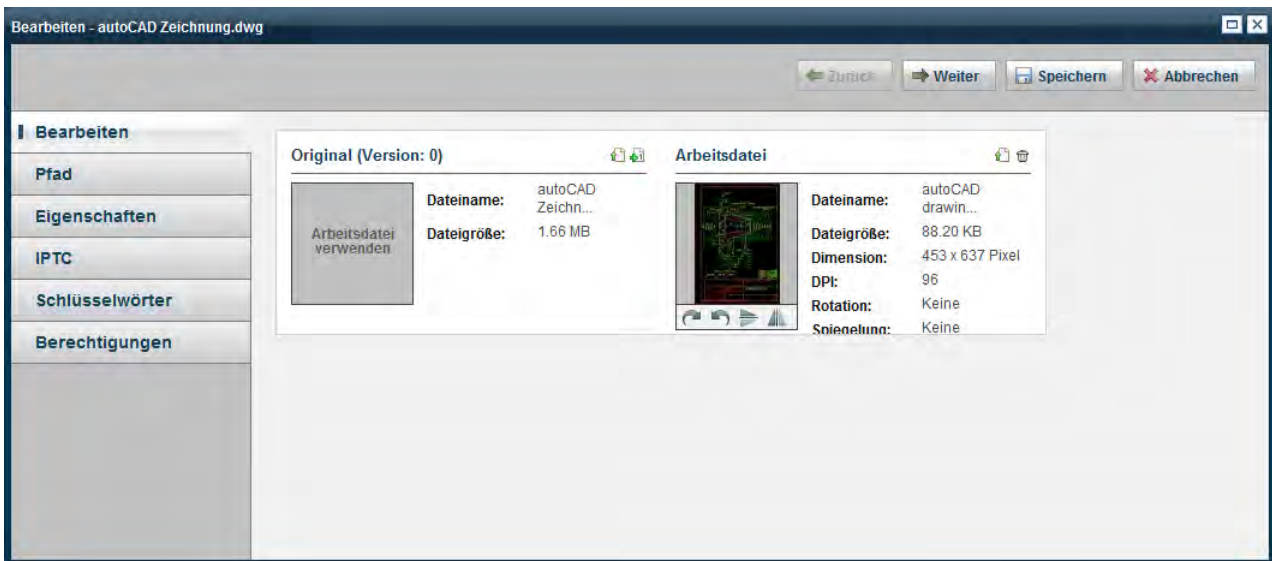 Bearbeiten - autoCAD Zeichnung.dwg
Zurück
Weiter
Speichern
Abbrechen
Bearbeiten
Pfad
Eigenschaften
IPTC
Schlüsselwörter
Berechtigungen
Original (Version: 0)
Arbeitsdatei
verwenden
Dateiname: autoCAD
Zeichn...
Dateigröße: 1.66 MB
Arbeitsdatei
Dateiname: autoCAD
drawin...
Dateigröße: 88.20 KB
Dimension: 453 x 637 Pixel
DPI: 96
Rotation: Keine
Spiegelung: Keine